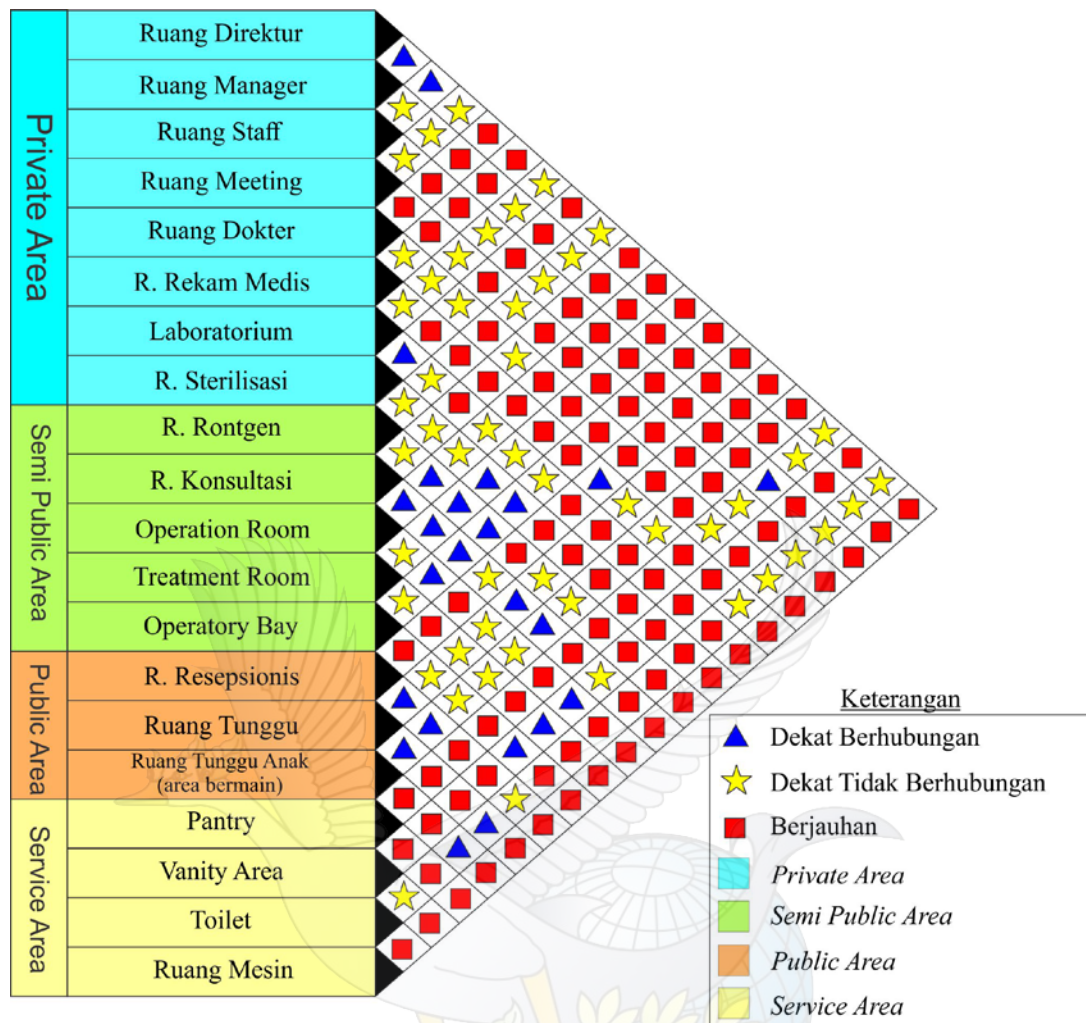 Private Area
Ruang Direktur
Ruang Manager
Ruang Staff
Ruang Meeting
Ruang Dokter
R. Rekam Medis
Laboratorium
R. Sterilisasi
Semi Public Area
R. Rontgen
R. Konsultasi
Operation Room
Treatment Room
Operatory Bay
Public Area
R. Resepsionis
Ruang Tunggu
Ruang Tunggu Anak
(area bermain)
Service Area
Pantry
Vanity Area
Toilet
Ruang Mesin
Keterangan
Dekat Berhubungan
Dekat Tidak Berhubungan
Berjauhan
Private Area
Semi Public Area
Public Area
Service Area